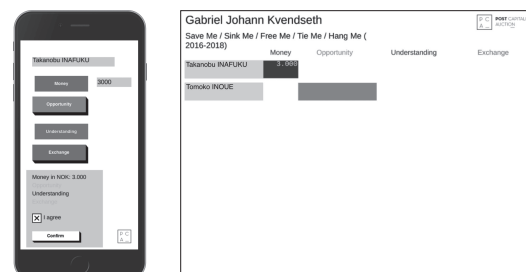 Takanobu INAFUKU
Money 3000
Opportunity
Understanding
Exchange
Money in NOK: 3.000
Understanding
I agree
Confirm
P C
A _
Gabriel Johann Kvendseth
Save Me / Sink Me / Free Me / Tie Me / Hang Me (
2016-2018)
P C
A _
POST CAPITAL
AUCTION
Money Opportunity Understanding Exchange
Takanobu INAFUKU 3.000
Tomoko INOUE